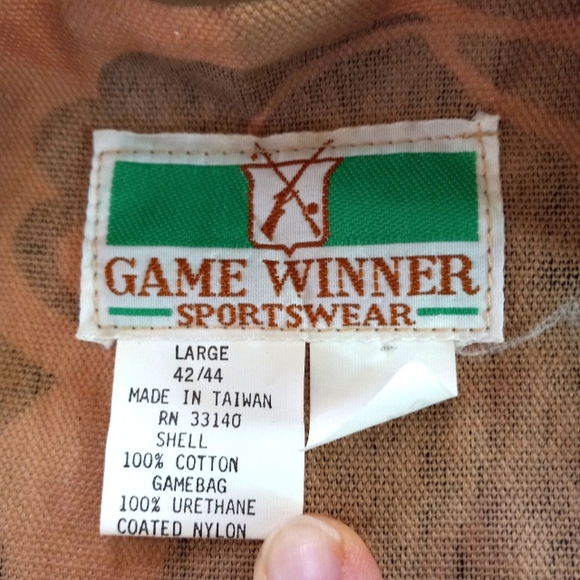 GAME WINNER
SPORTSWEAR
LARGE
42/44
MADE IN TAIWAN
RN 33140
SHELL
100% COTTON
GAMEBAG
100% URETHANE
COATED NYLON